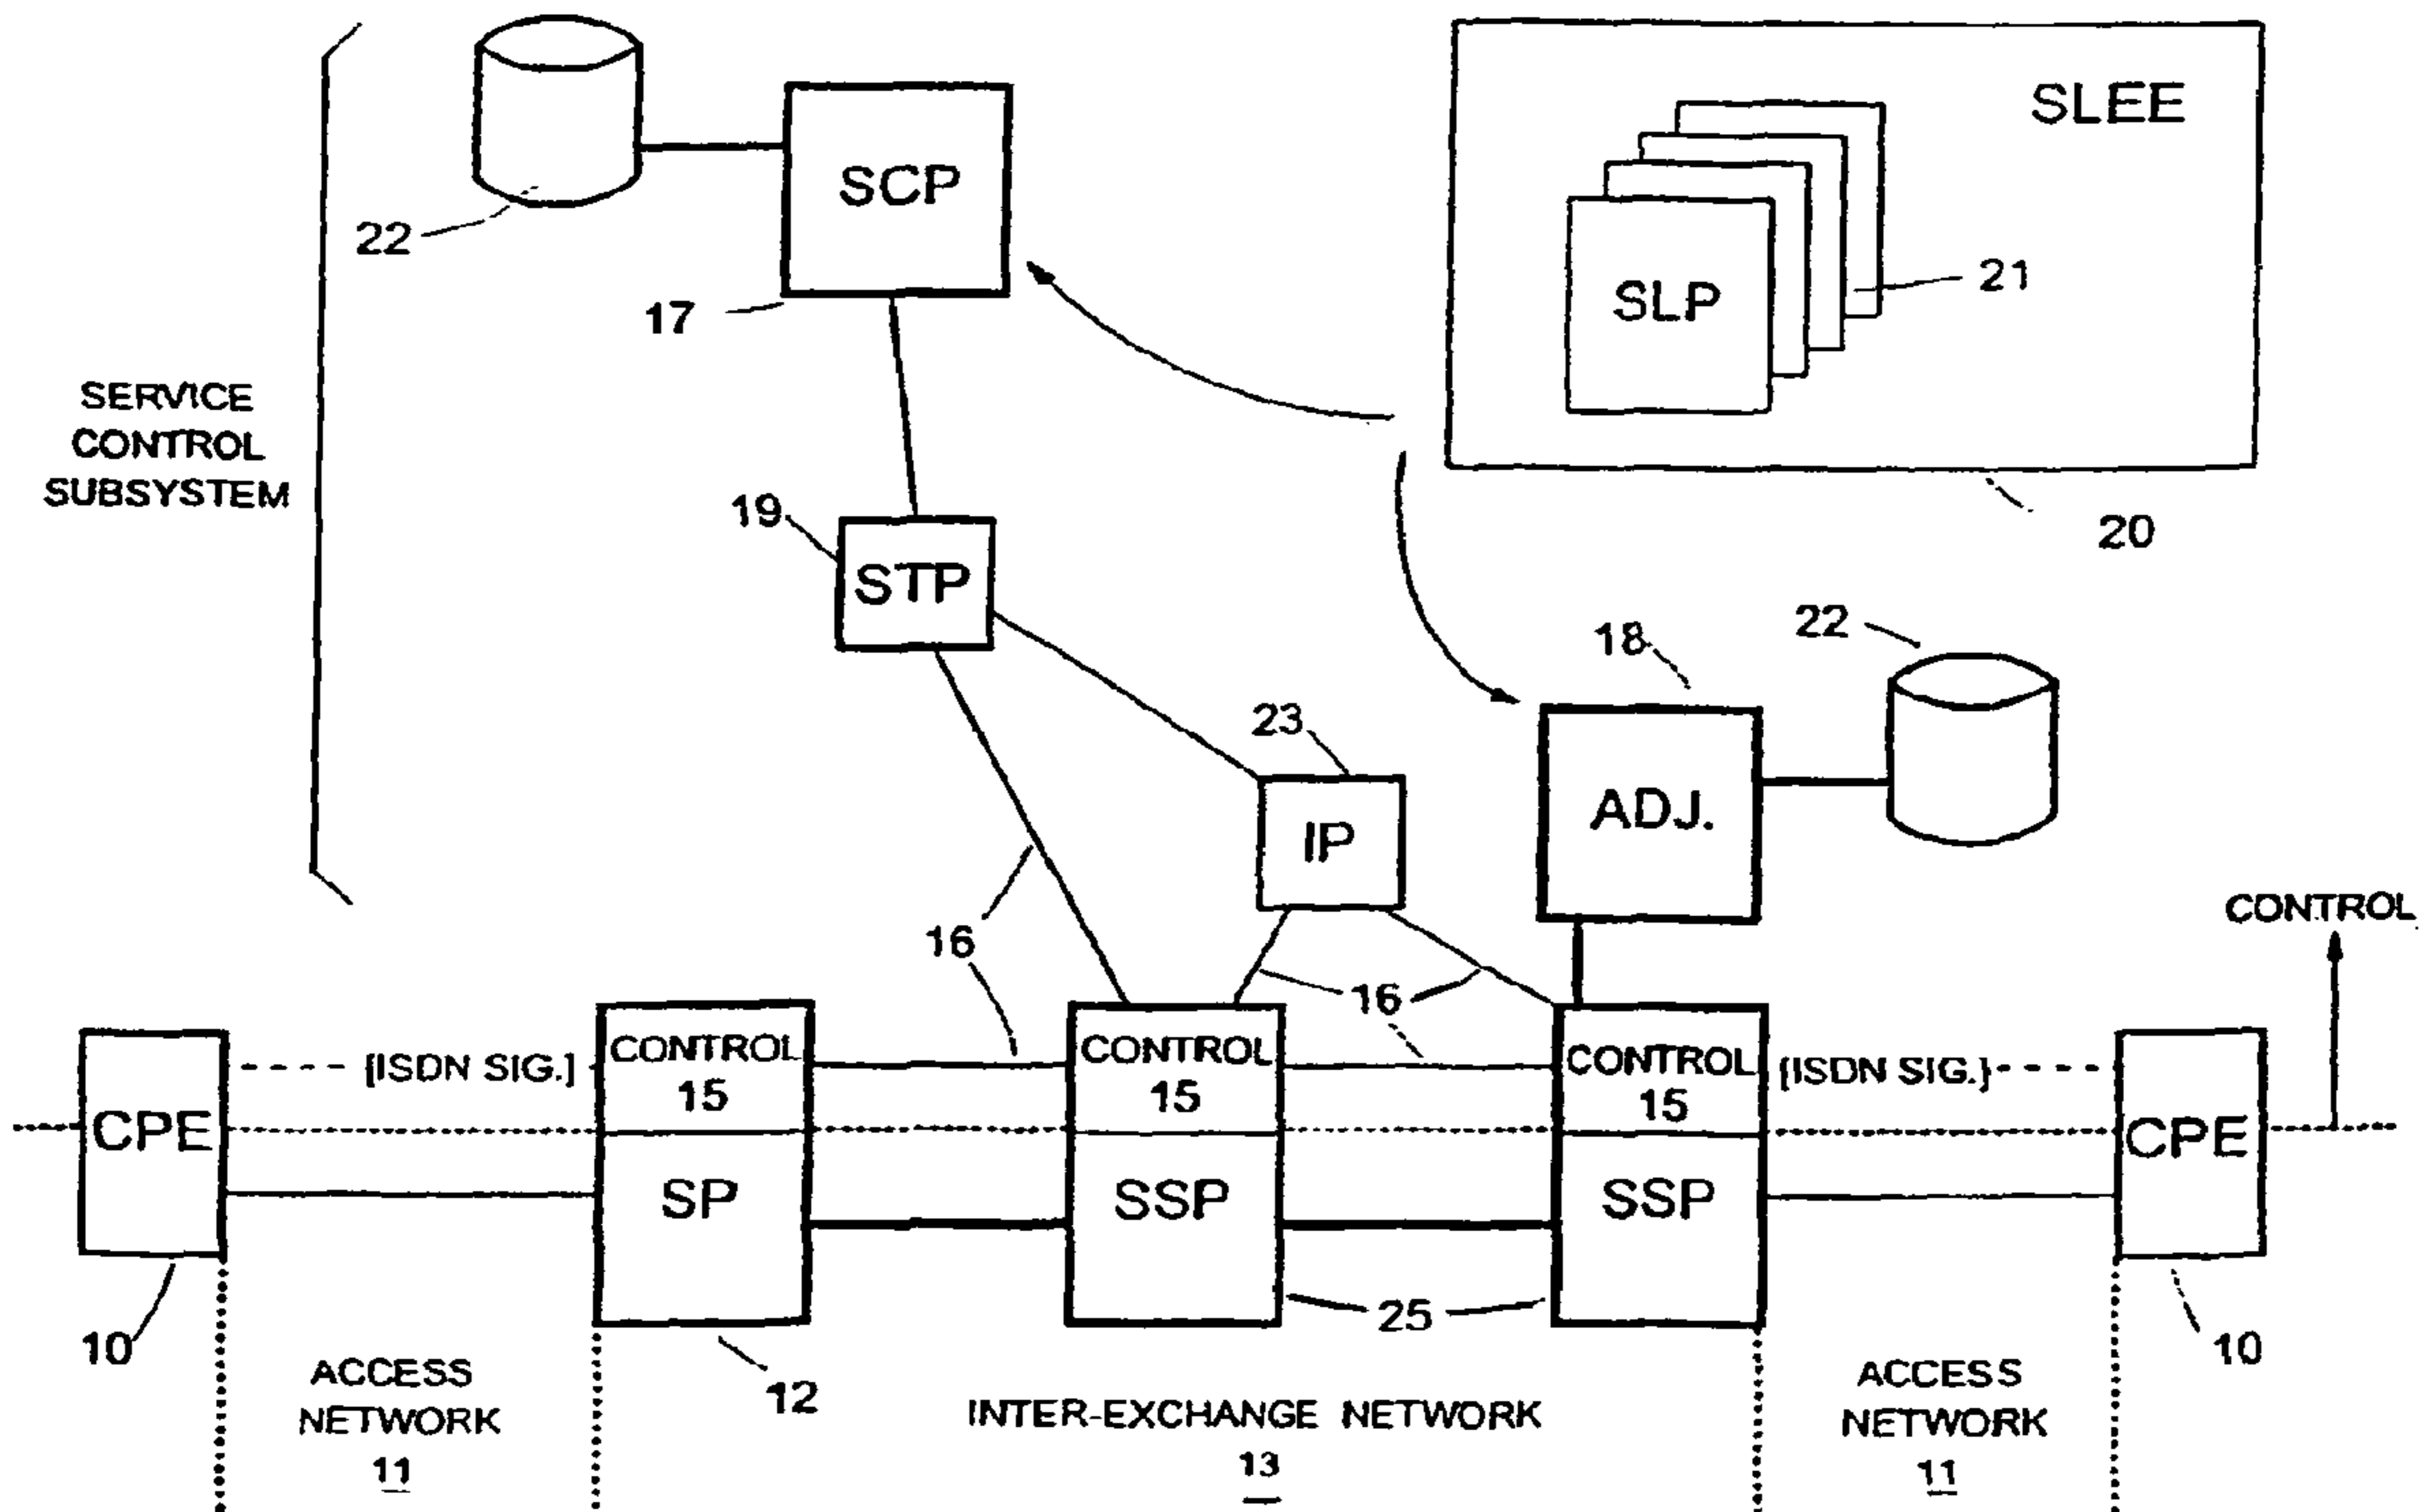 SLEE
SCP
22
21
SLP
17
SERVICE
CONTROL
SUBSYSTEM
19
STP
20
22
18
23
ADJ.
IP
CONTROL
16
16
CONTROL
15
CONTROL
15
CONTROL
15
[ISDN SIG.]
[ISDN SIG.]
CPE
CPE
SP
SSP
SSP
25
10
10
12
ACCESS
NETWORK
11
INTER-EXCHANGE NETWORK
13
ACCESS
NETWORK
11